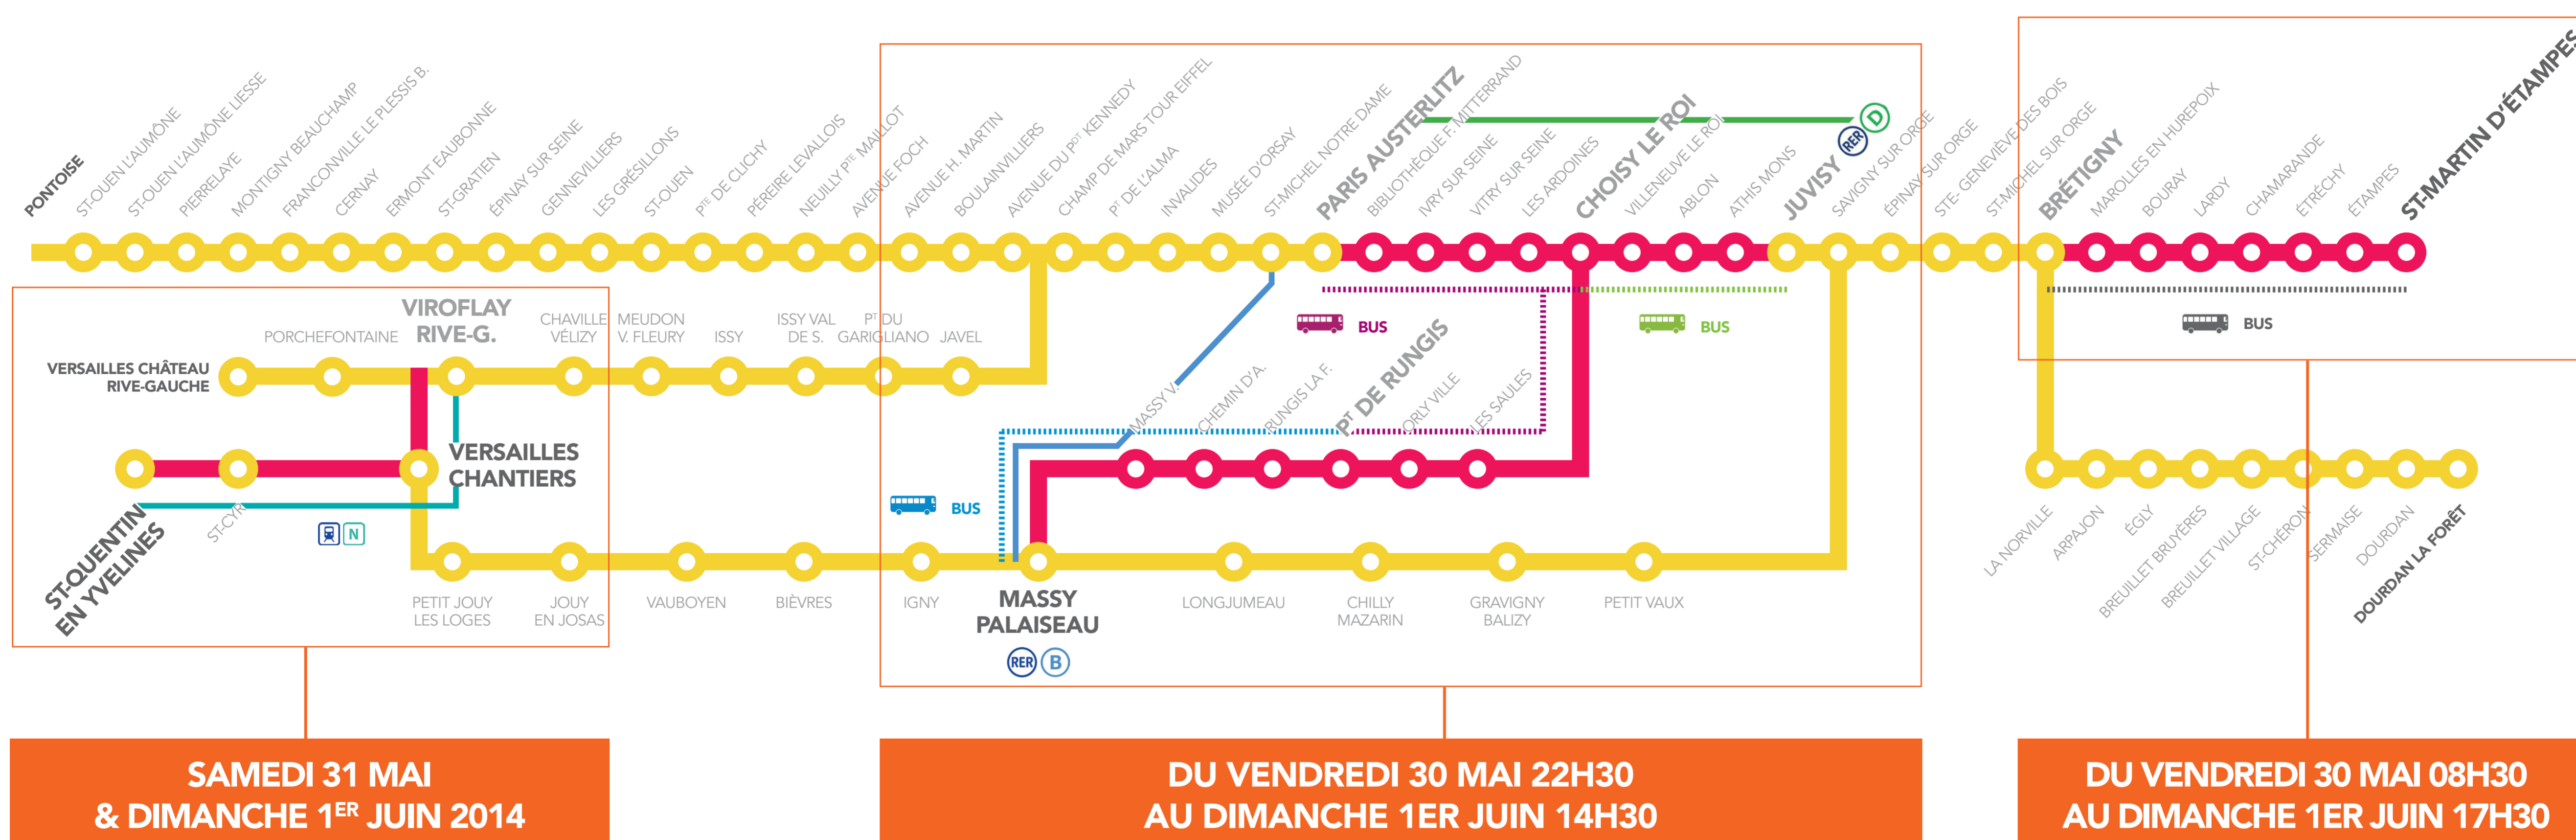 PONTOISE
ST-OUEN L'AUMÔNE
ST-OUEN L'AUMÔNE LIESSE
PIERRELAYE
MONTIGNY BEAUCHAMP
FRANCONVILLE LE PLESSIS B.
CERNAY
ERMONT EAUBONNE
ST-GRATIEN
ÉPINAY SUR SEINE
GENNEVILLIERS
LES GRÉSILLONS
ST-OUEN
PTE DE CLICHY
PÉREIRE LEVALLOIS
NEUILLY PTE MAILLOT
AVENUE FOCH
AVENUE H. MARTIN
BOULAINVILLIERS
AVENUE DU PDT KENNEDY
CHAMP DE MARS TOUR EIFFEL
PT DE L'ALMA
INVALIDES
MUSÉE D'ORSAY
ST-MICHEL NOTRE DAME
PARIS AUSTERLITZ
BIBLIOTHÈQUE F. MITTERRAND
IVRY SUR SEINE
VITRY SUR SEINE
LES ARDOINES
CHOISY LE ROI
VILLENEUVE LE ROI
ABLON
ATHIS MONS
JUVISY
RER D
SAVIGNY SUR ORGE
ÉPINAY SUR ORGE
STE- GENEVIÈVE DES BOIS
ST-MICHEL SUR ORGE
BRÉTIGNY
MAROLLES EN HUREPOIX
BOURAY
LARDY
CHAMARANDE
ÉTRÉCHY
ÉTAMPES
ST-MARTIN D'ÉTAMPES
BUS
BUS
BUS
VERSAILLES CHÂTEAU
RIVE-GAUCHE
PORCHEFONTAINE
VIROFLAY
RIVE-G.
CHAVILLE
VÉLIZY
MEUDON
V. FLEURY
ISSY
ISSY VAL
DE S.
PT DU
GARIGLIANO
JAVEL
MASSY V.
CHEMIN D'A.
RUNGIS LA F.
PT DE RUNGIS
ORLY VILLE
LES SAULES
VERSAILLES
CHANTIERS
ST-QUENTIN
EN YVELINES
ST-CYR
N
BUS
PETIT JOUY
LES LOGES
JOUY
EN JOSAS
VAUBOYEN
BIÈVRES
IGNY
MASSY
PALAISEAU
RER B
LONGJUMEAU
CHILLY
MAZARIN
GRAVIGNY
BALIZY
PETIT VAUX
LA NORVILLE
ARPAJON
ÉGLY
BREUILLET BRUYÈRES
BREUILLET VILLAGE
ST-CHÉRON
SERMAISE
DOURDAN
DOURDAN LA FORÊT
SAMEDI 31 MAI
& DIMANCHE 1ER JUIN 2014
DU VENDREDI 30 MAI 22H30
AU DIMANCHE 1ER JUIN 14H30
DU VENDREDI 30 MAI 08H30
AU DIMANCHE 1ER JUIN 17H30